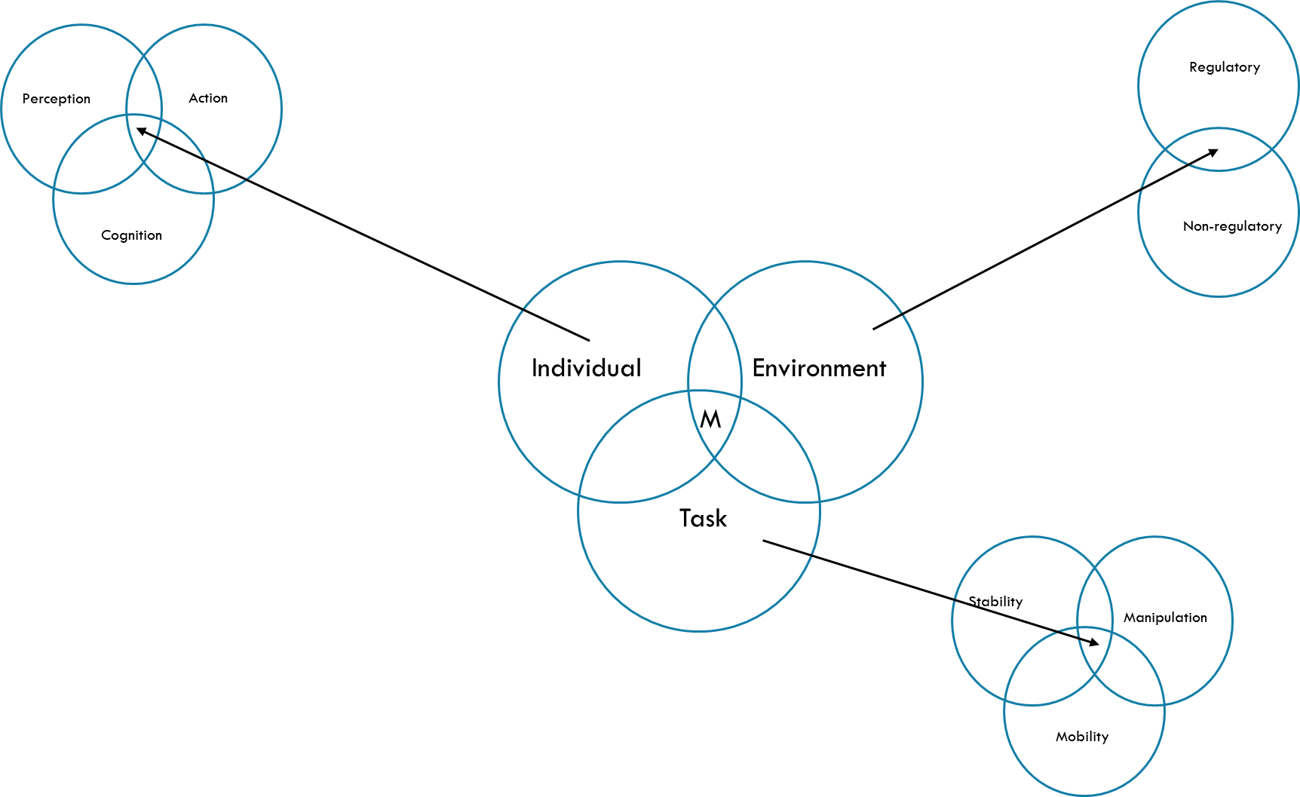 Perception
Action
Cognition
Regulatory
Non-regulatory
Individual
Environment
M
Task
Stability
Manipulation
Mobility